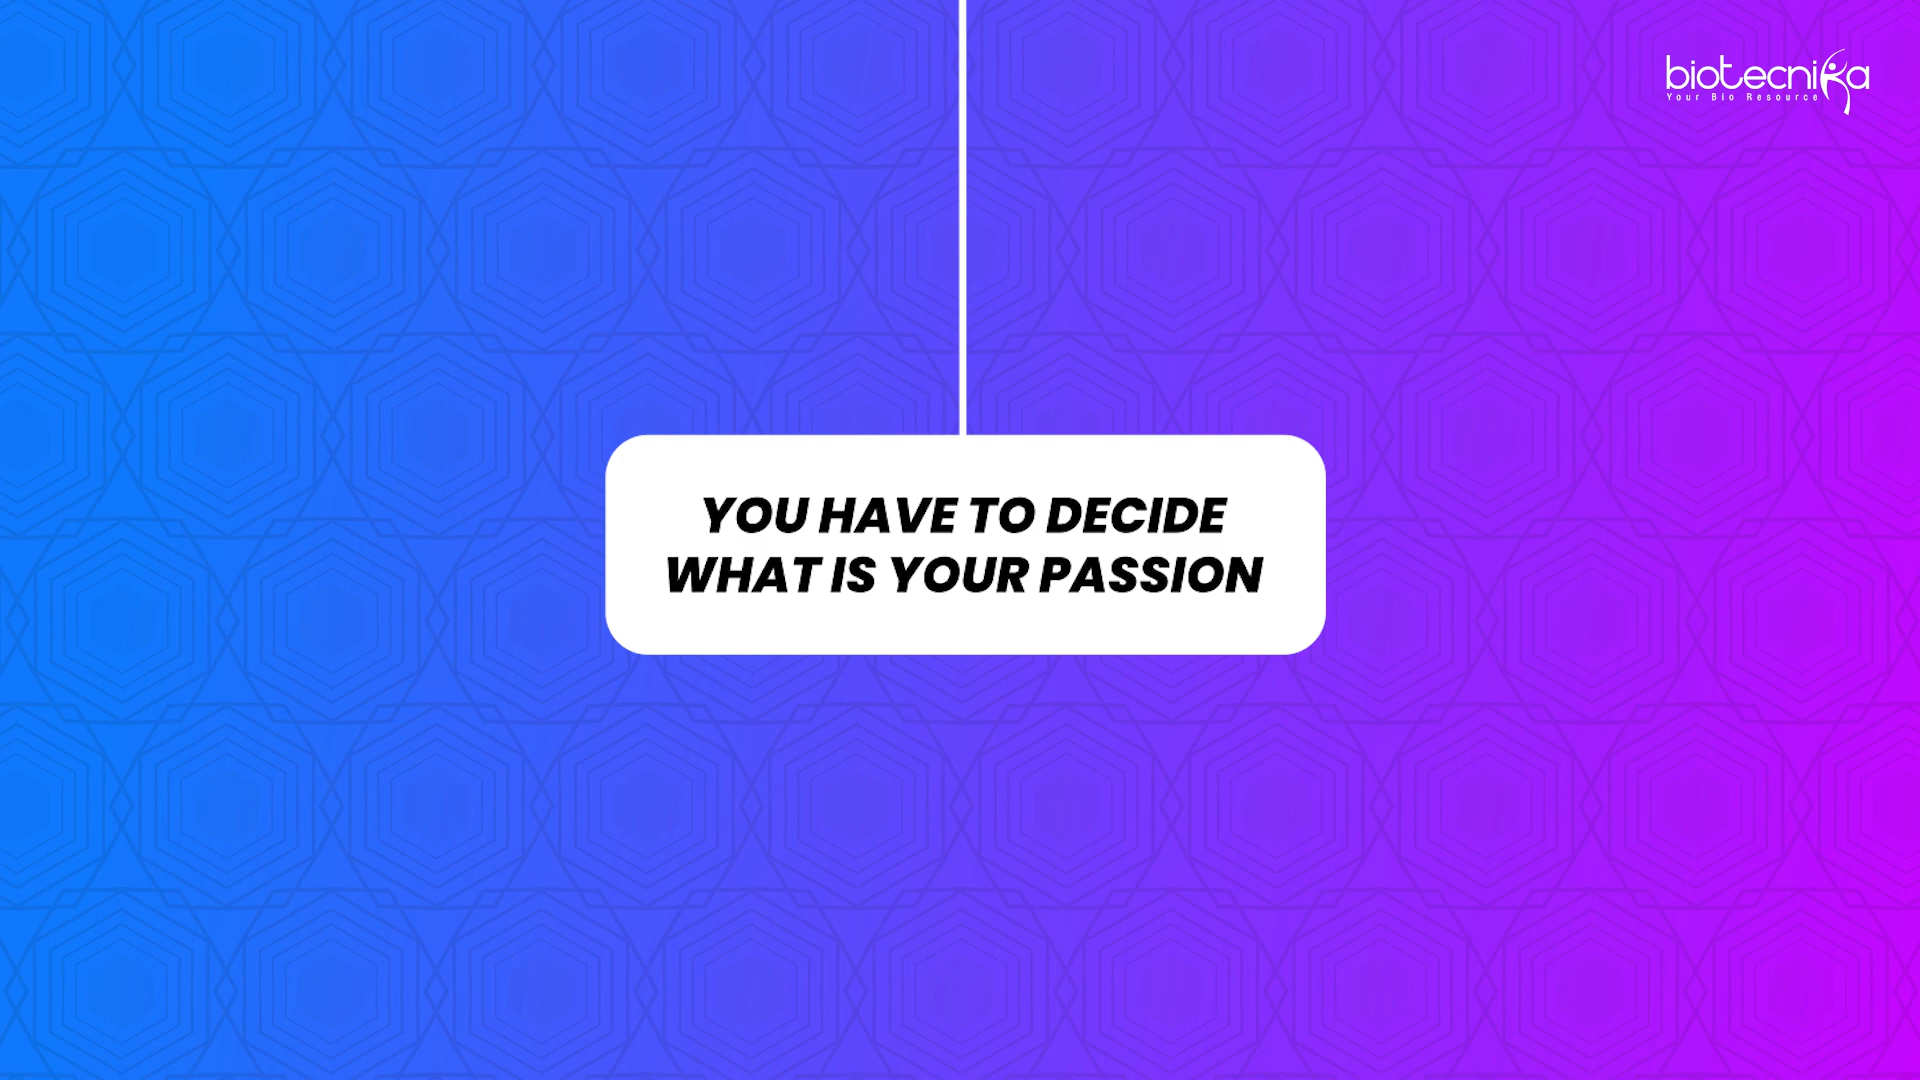 biotecnika
Your Bio Resource
YOU HAVE TO DECIDE
WHAT IS YOUR PASSION